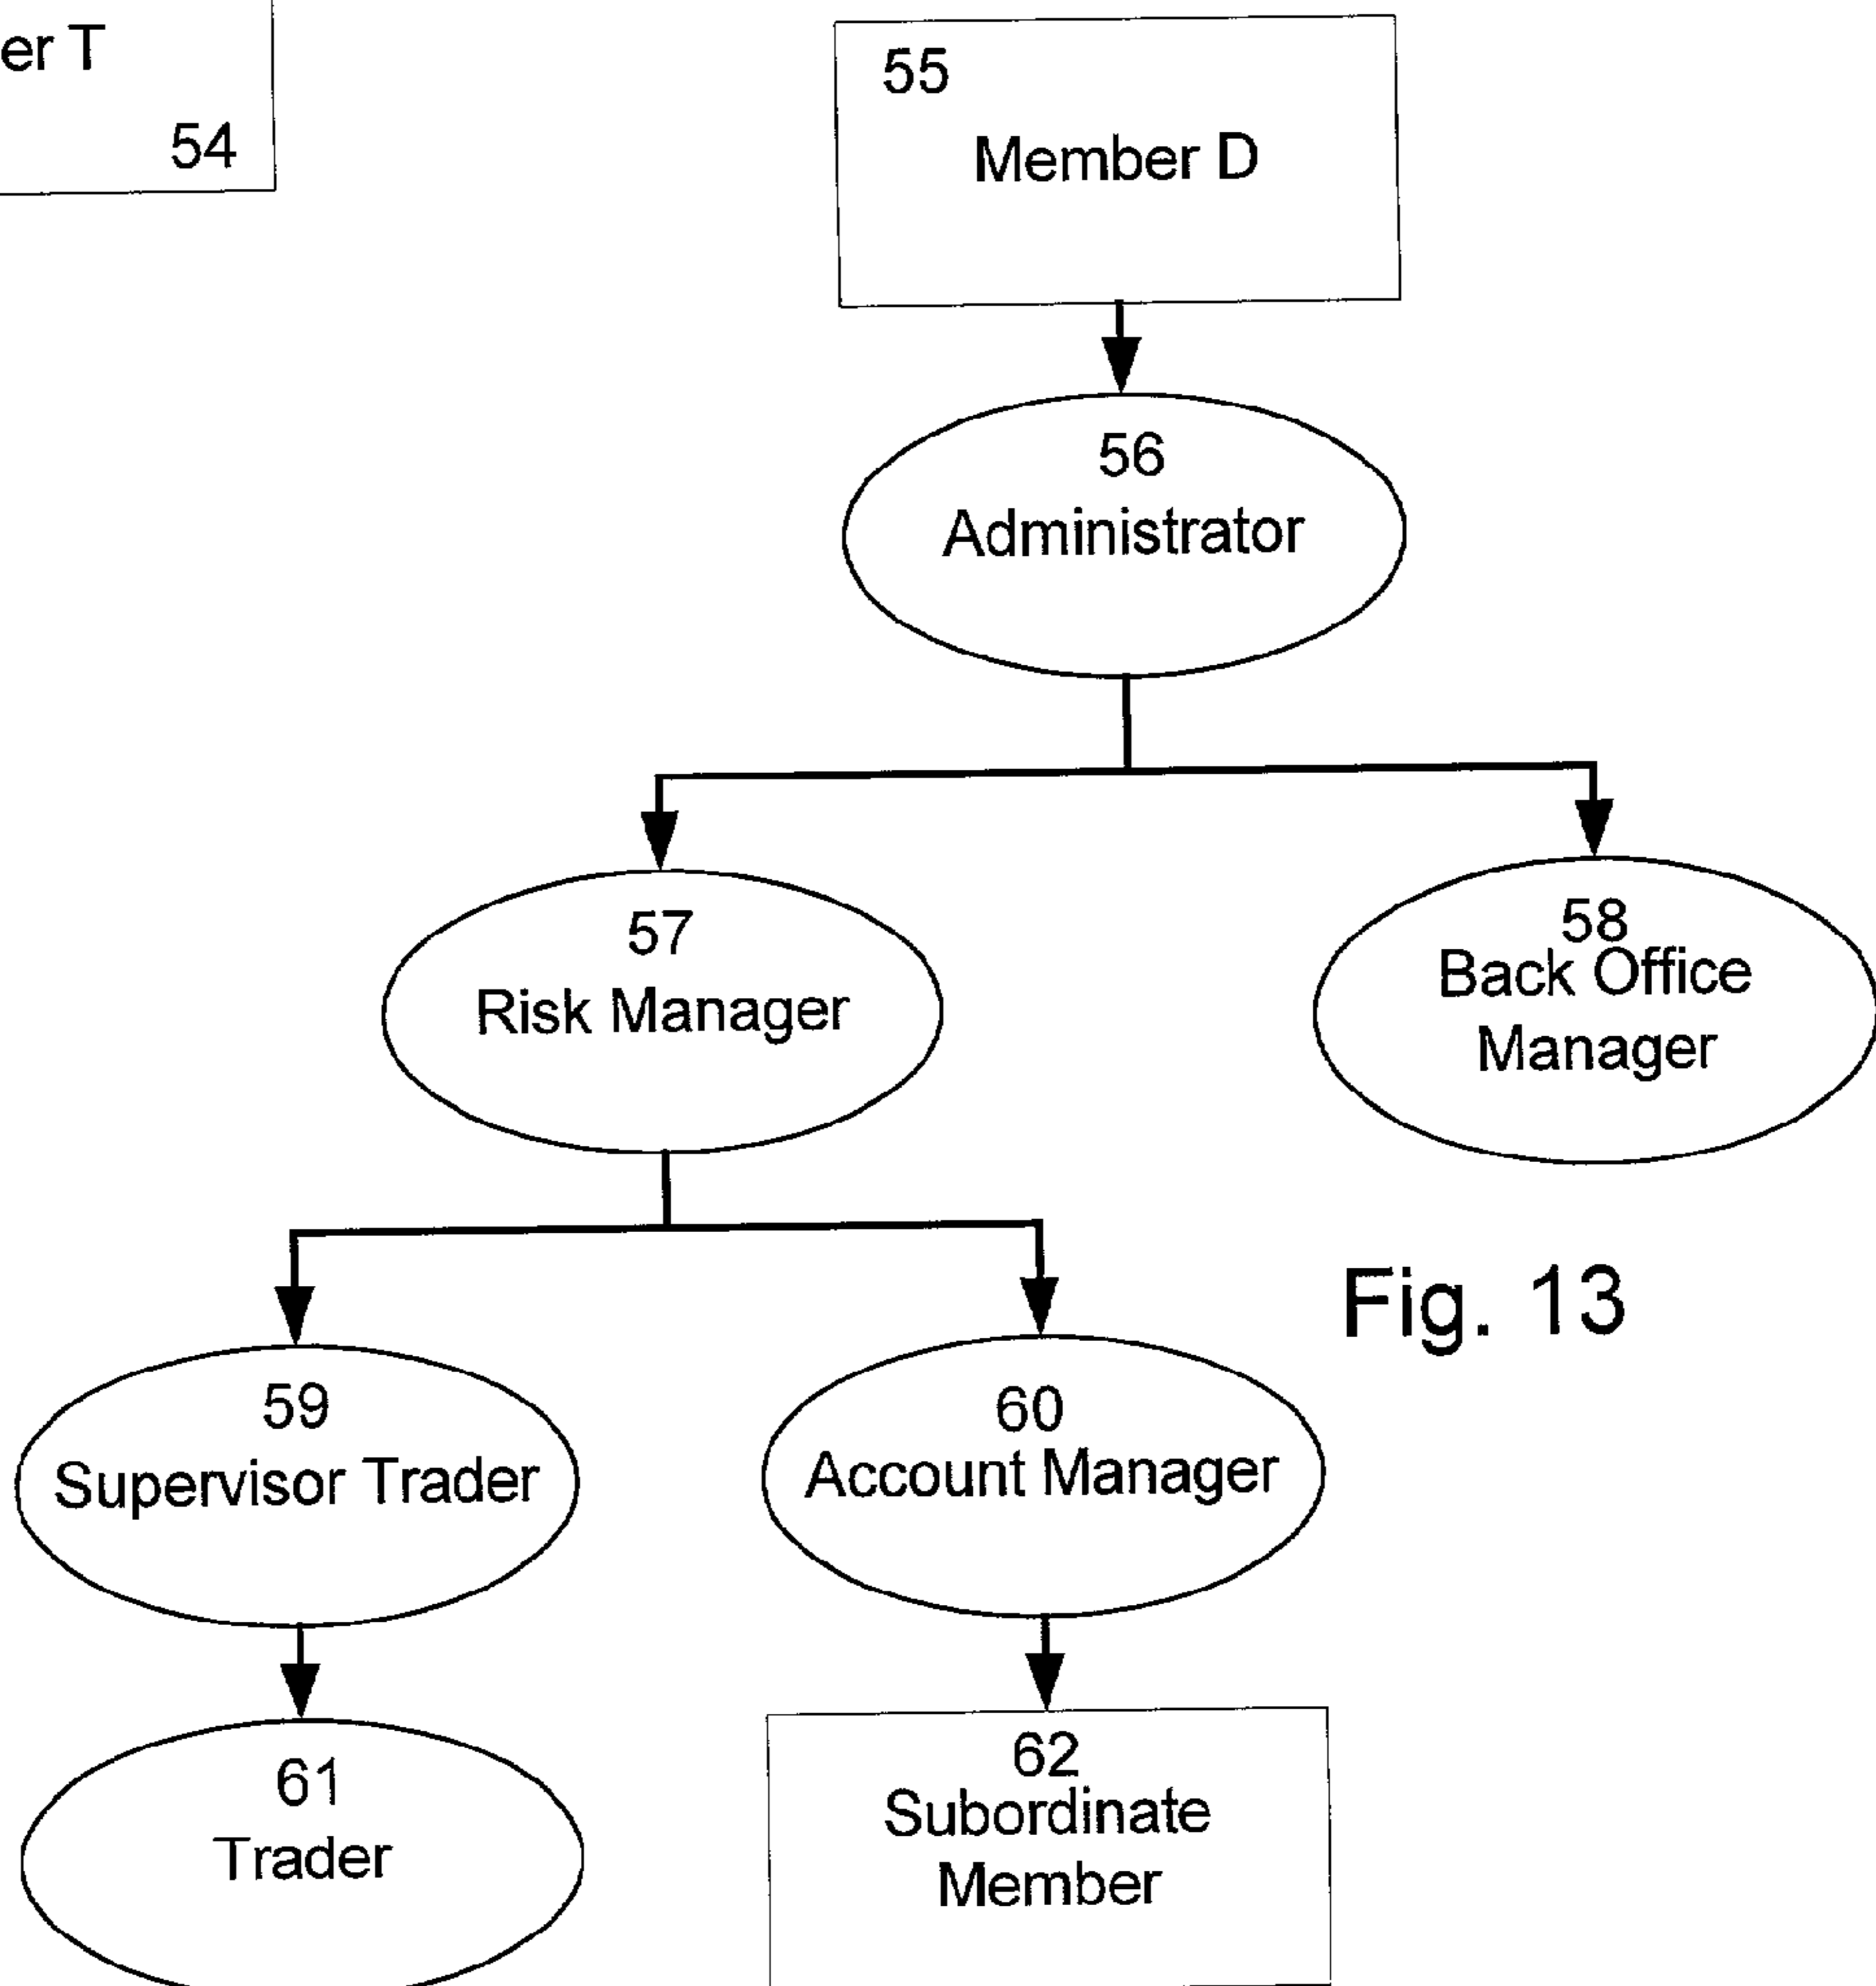 er T
54
55
Member D
56
Administrator
57
Risk Manager
58
Back Office
Manager
Fig. 13
59
Supervisor Trader
60
Account Manager
61
Trader
62
Subordinate
Member